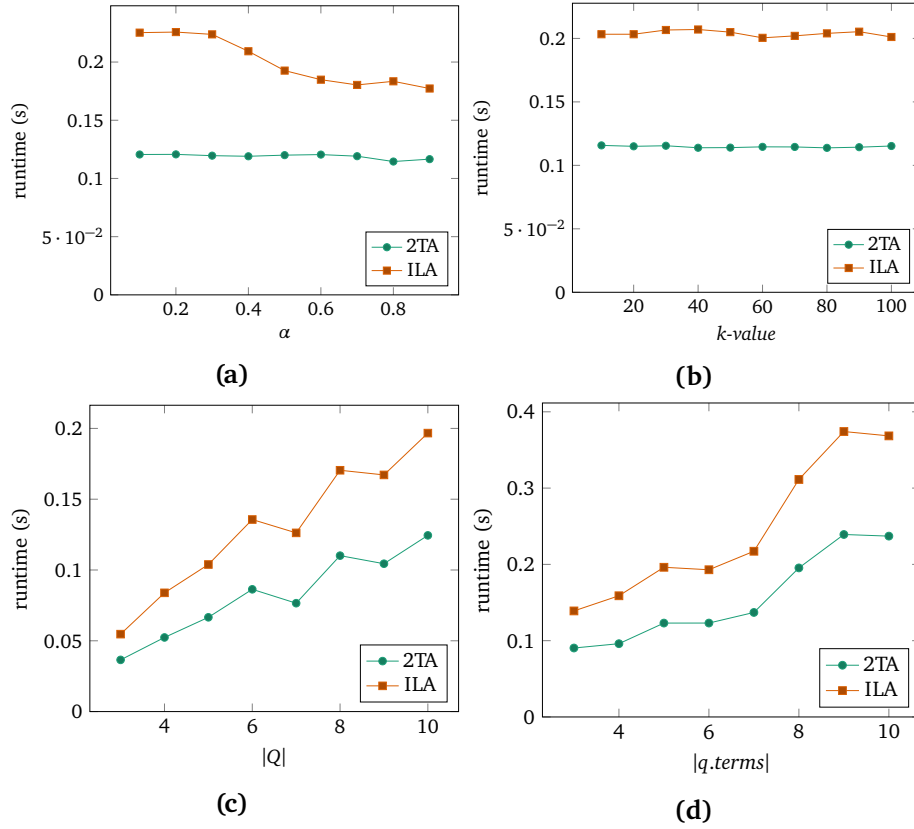 0.2
0.15
0.1
5 · 10⁻²
0
runtime (s)
0.2
0.4
0.6
0.8
α
2TA
ILA
(a)
0.2
0.15
0.1
5 · 10⁻²
0
runtime (s)
20
40
60
80
100
k-value
2TA
ILA
(b)
0.2
0.15
0.1
0.05
0
runtime (s)
4
6
8
10
|Q|
2TA
ILA
(c)
0.4
0.3
0.2
0.1
0
runtime (s)
4
6
8
10
|q.terms|
2TA
ILA
(d)